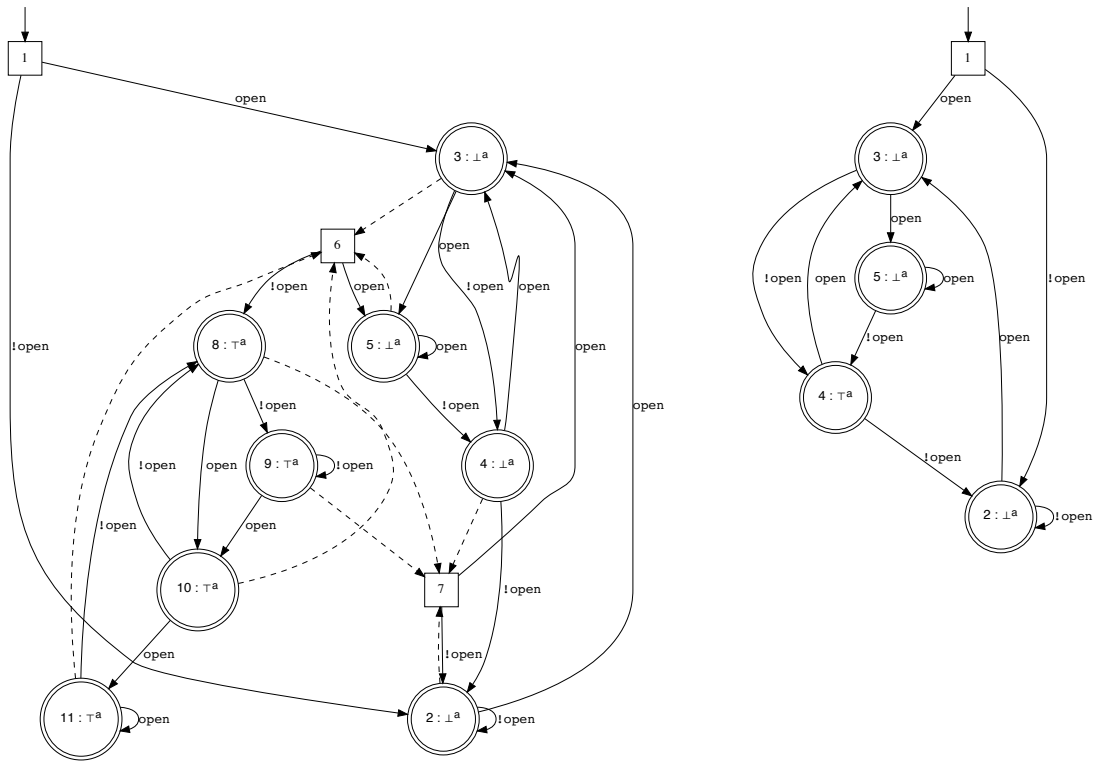 1
1
open
open
3 : ⊥a
3 : ⊥a
6
open
open
!open
open
!open
open
!open
open
!open
5 : ⊥a
open
8 : ⊤a
5 : ⊥a
open
!open
open
open
!open
open
4 : ⊤a
!open
!open
open
!open
open
9 : ⊤a
!open
4 : ⊥a
!open
2 : ⊥a
!open
!open
open
10 : ⊤a
7
!open
open
!open
11 : ⊤a
open
2 : ⊥a
!open